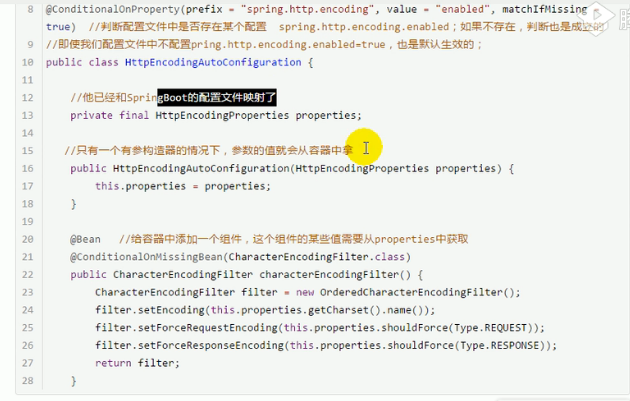 8 @ConditionalOnProperty(prefix = "spring.http.encoding", value = "enabled", matchIfMissing
true) //判断配置文件中是否存在某个配置 spring.http.encoding.enabled；如果不存在，判断也是成立的
9 //即使我们配置文件中不配置pring.http.encoding.enabled=true，也是默认生效的；
10 public class HttpEncodingAutoConfiguration {
11
12 //他已经和SpringBoot的配置文件映射了
13 private final HttpEncodingProperties properties;
14
15 //只有一个有参构造器的情况下，参数的值就会从容器中拿
16 public HttpEncodingAutoConfiguration(HttpEncodingProperties properties) {
17 this.properties = properties;
18 }
19
20 @Bean //给容器中添加一个组件，这个组件的某些值需要从properties中获取
21 @ConditionalOnMissingBean(CharacterEncodingFilter.class)
22 public CharacterEncodingFilter characterEncodingFilter() {
23 CharacterEncodingFilter filter = new OrderedCharacterEncodingFilter();
24 filter.setEncoding(this.properties.getCharset().name());
25 filter.setForceRequestEncoding(this.properties.shouldForce(Type.REQUEST));
26 filter.setForceResponseEncoding(this.properties.shouldForce(Type.RESPONSE));
27 return filter;
28 }